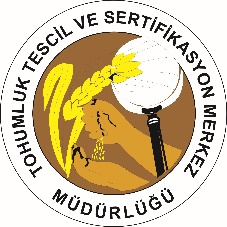 TOHUMLUK TESCİL VE SERTİFİKASYON MERKEZ
MÜDÜRLÜĞÜ